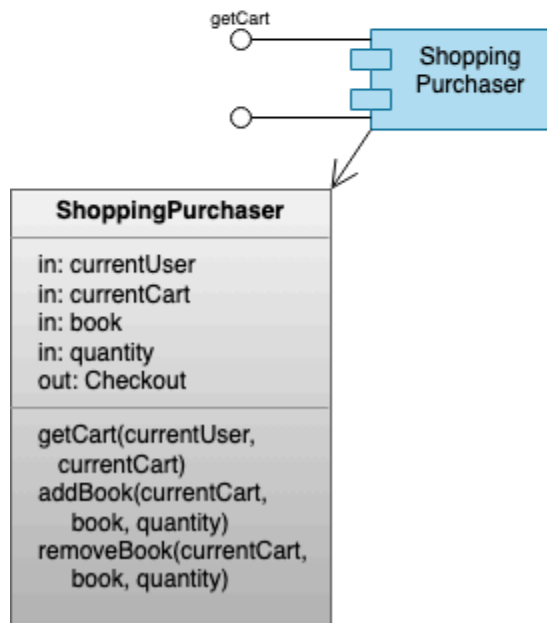 getCart
Shopping
Purchaser
ShoppingPurchaser
in: currentUser
in: currentCart
in: book
in: quantity
out: Checkout
getCart(currentUser,
currentCart)
addBook(currentCart,
book, quantity)
removeBook(currentCart,
book, quantity)